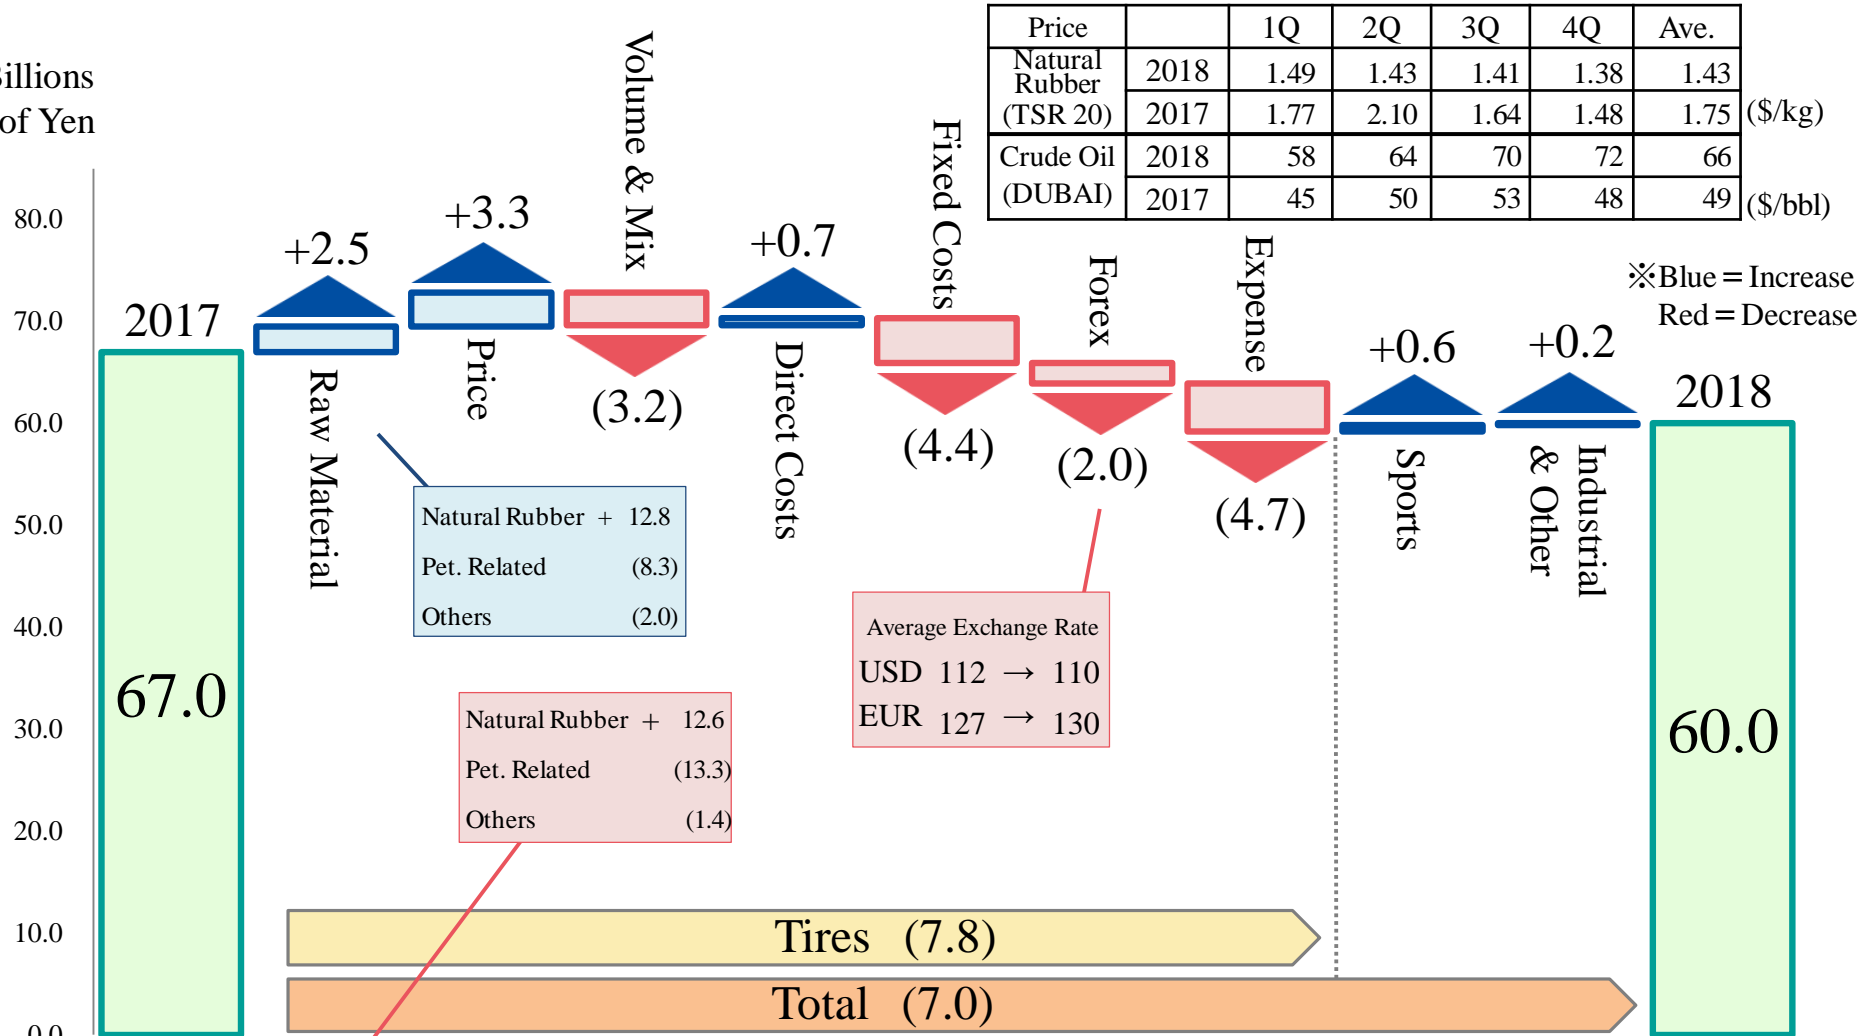 Price 1Q 2Q 3Q 4Q Ave.
Natural Rubber (TSR 20) 2018 1.49 1.43 1.41 1.38 1.43
2017 1.77 2.10 1.64 1.48 1.75 ($/kg)
Crude Oil (DUBAI) 2018 58 64 70 72 66
2017 45 50 53 48 49 ($/bbl)
※Blue = Increase
Red = Decrease
of Yen
80.0
70.0
60.0
50.0
40.0
30.0
20.0
10.0
0.0
2017
67.0
+2.5
Raw Material
+3.3
Price
Volume & Mix
(3.2)
+0.7
Direct Costs
Fixed Costs
(4.4)
Forex
(2.0)
Expense
(4.7)
+0.6
Sports
+0.2
Industrial
& Other
2018
60.0
Natural Rubber + 12.8
Pet. Related (8.3)
Others (2.0)
Natural Rubber + 12.6
Pet. Related (13.3)
Others (1.4)
Average Exchange Rate
USD 112 → 110
EUR 127 → 130
Tires (7.8)
Total (7.0)